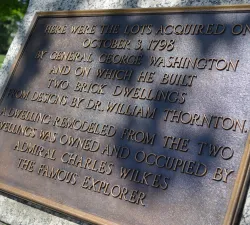 HERE WERE THE LOTS ACQUIRED ON
OCTOBER 3, 1798
BY GENERAL GEORGE WASHINGTON
AND ON WHICH HE BUILT
TWO BRICK DWELLINGS
FROM DESIGNS BY DR. WILLIAM THORNTON.
A DWELLING REMODELED FROM THE TWO
DWELLINGS WAS OWNED AND OCCUPIED BY
ADMIRAL CHARLES WILKES
THE FAMOUS EXPLORER